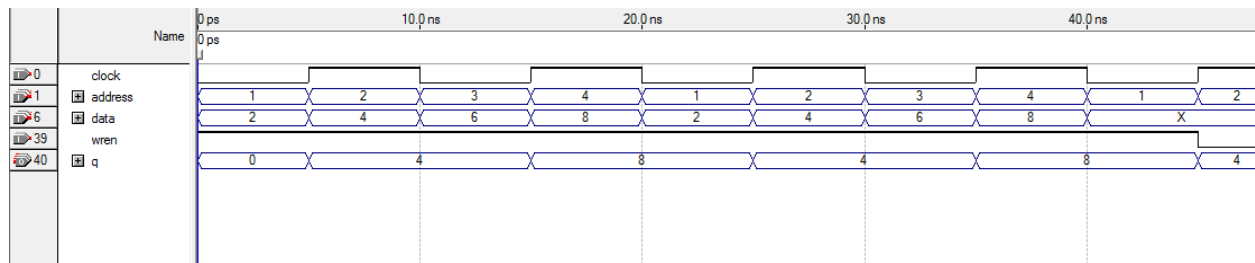 0 ps 10.0 ns 20.0 ns 30.0 ns 40.0 ns
Name 0 ps
0 clock
1 address 1 2 3 4 1 2 3 4 1 2
6 data 2 4 6 8 2 4 6 8 X
39 wren
40 q 0 4 8 4 8 4